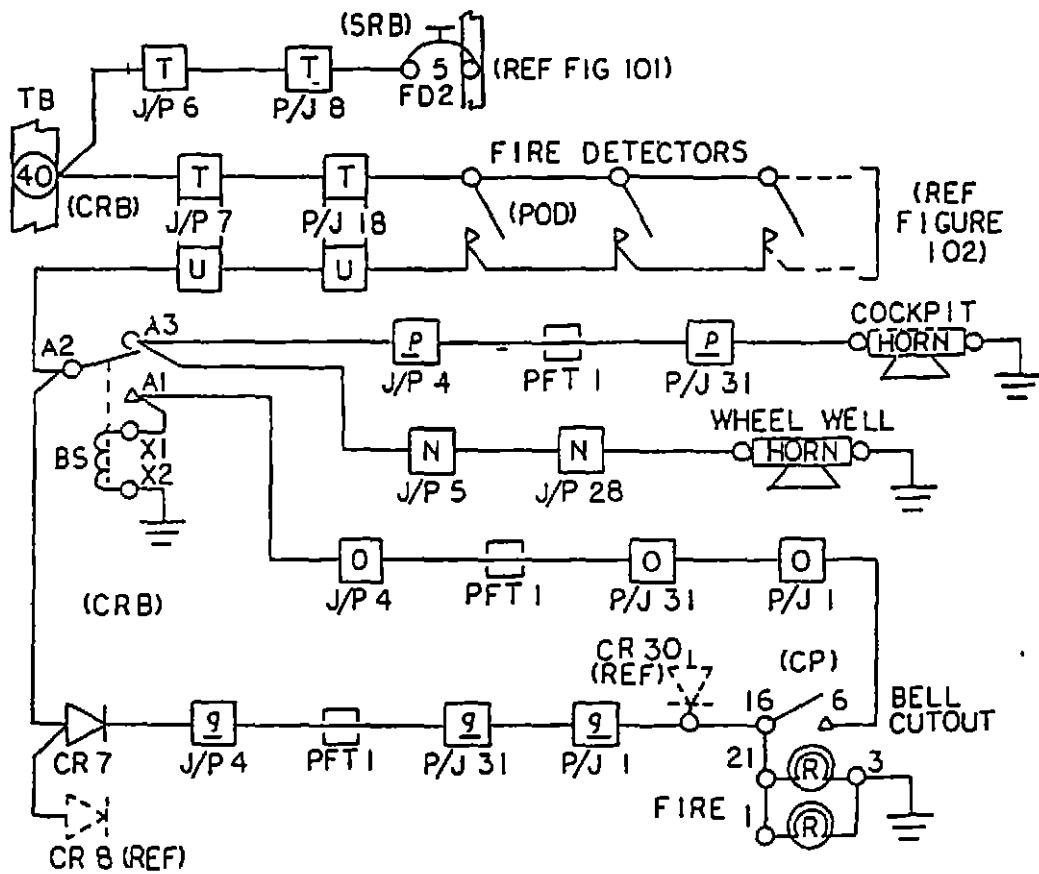 (SRB)
T T 5 (REF FIG 101)
TB J/P 6 P/J 8 FD2
40 T T FIRE DETECTORS
(CRB) (POD) (REF
J/P 7 P/J 18 FIGURE
U U 102)
A2 A3 p p COCKPIT
HORN
A1 J/P 4 PFT 1 P/J 31
WHEEL WELL
BS X1 N N HORN
X2 J/P 5 J/P 28
O O O
(CRB) J/P 4 PFT 1 P/J 31 P/J 1
CR 30 (CP)
(REF) 16 6 BELL
q q q CUTOUT
CR 7 J/P 4 PFT 1 P/J 31 P/J 1 21 R 3
FIRE 1 R
CR 8 (REF)